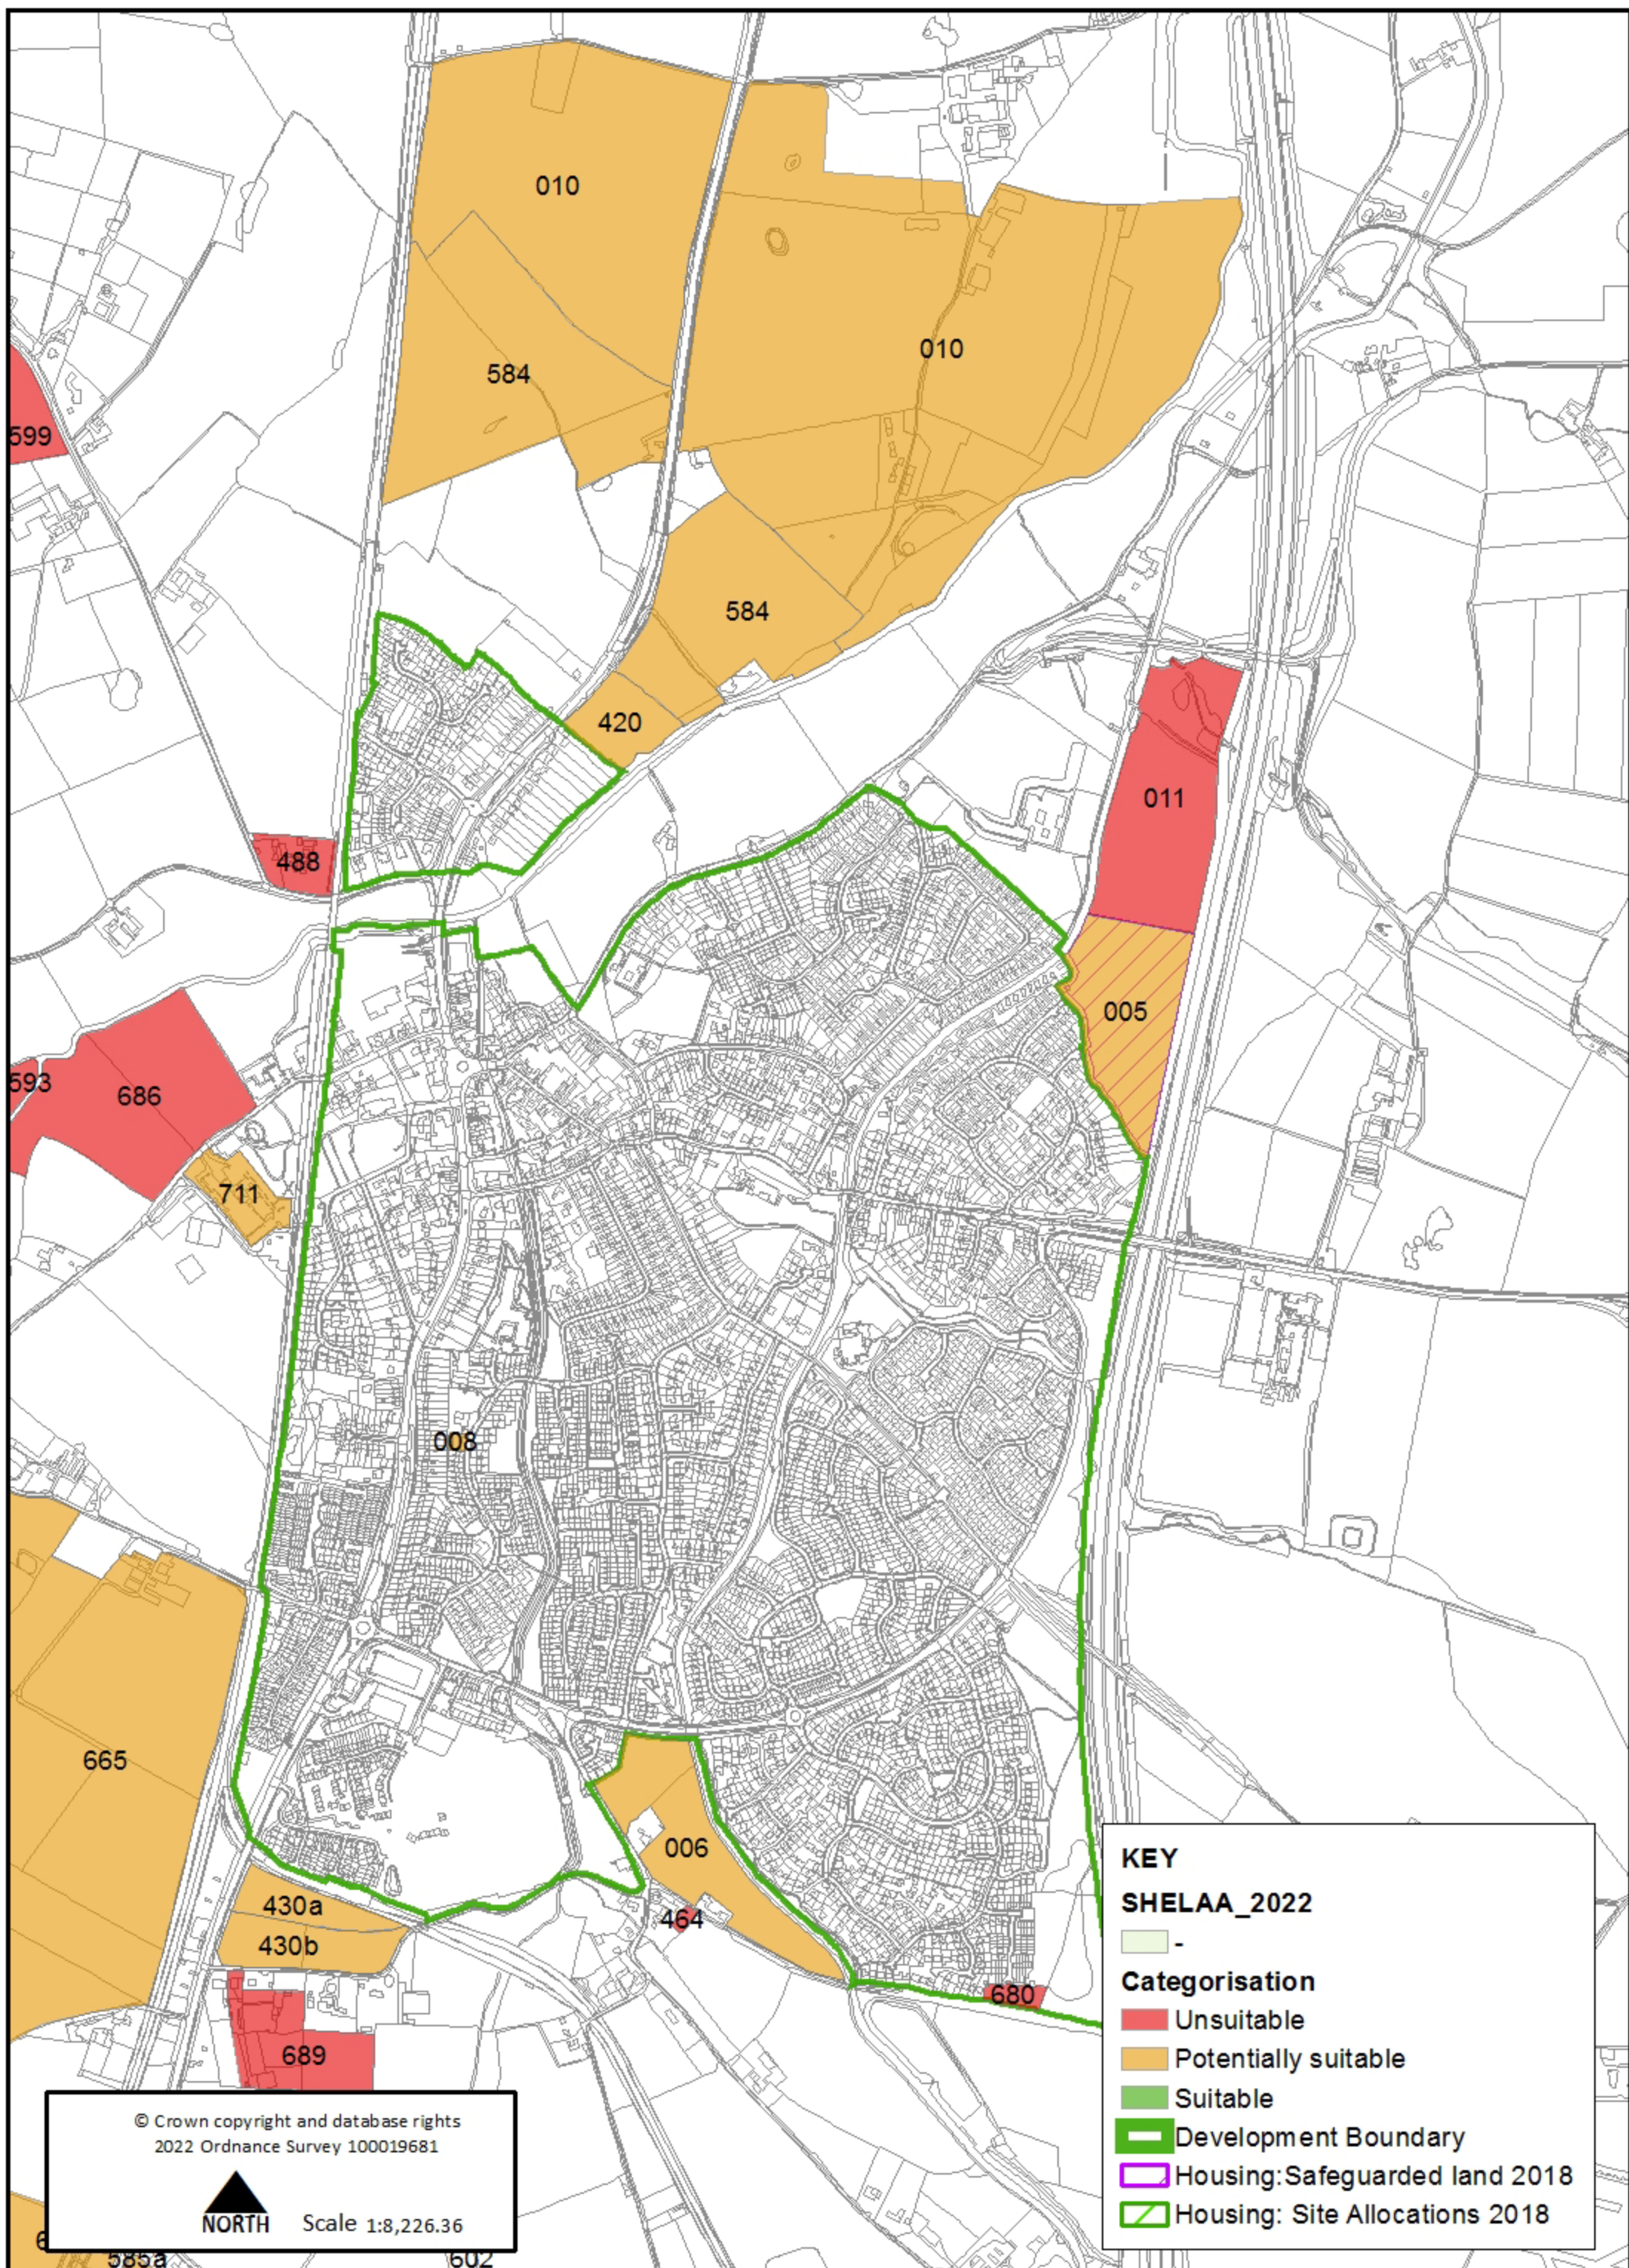 010
010
584
599
584
420
011
488
005
593
686
711
008
665
006
430a
464
430b
680
689
585a
602
KEY
SHELAA_2022
-
Categorisation
Unsuitable
Potentially suitable
Suitable
Development Boundary
Housing:Safeguarded land 2018
Housing: Site Allocations 2018
© Crown copyright and database rights
2022 Ordnance Survey 100019681
NORTH Scale 1:8,226.36